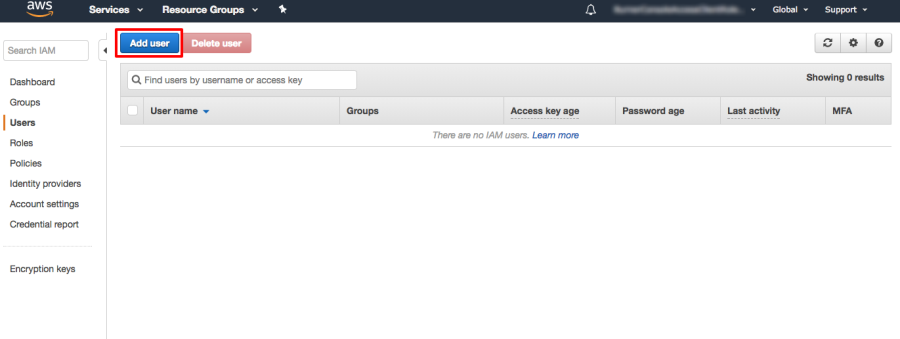 aws
Services Resource Groups Global Support
Search IAM
Add user Delete user
Find users by username or access key
Showing 0 results
Dashboard
Groups
Users
Roles
Policies
Identity providers
Account settings
Credential report
Encryption keys
User name Groups Access key age Password age Last activity MFA
There are no IAM users. Learn more